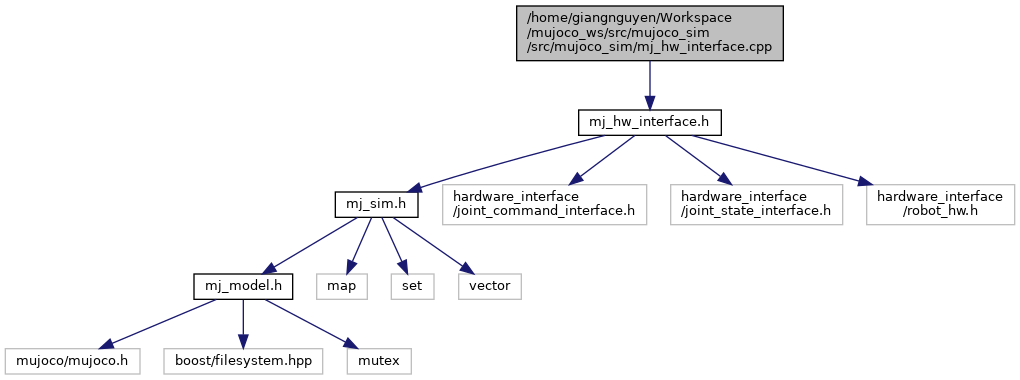 /home/giangnguyen/Workspace
/mujoco_ws/src/mujoco_sim
/src/mujoco_sim/mj_hw_interface.cpp
mj_hw_interface.h
mj_sim.h
hardware_interface
/joint_command_interface.h
hardware_interface
/joint_state_interface.h
hardware_interface
/robot_hw.h
mj_model.h
map
set
vector
mujoco/mujoco.h
boost/filesystem.hpp
mutex